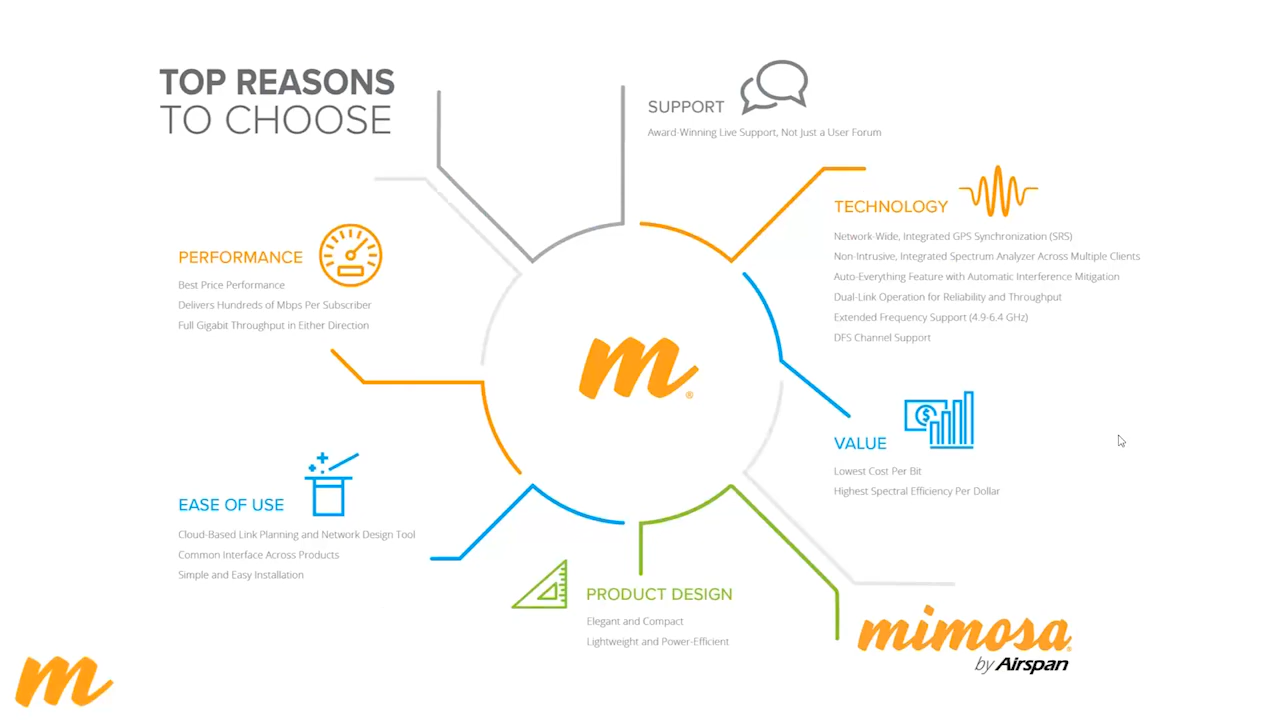 TOP REASONS
TO CHOOSE
SUPPORT
Award-Winning Live Support, Not Just a User Forum
TECHNOLOGY
Network-Wide, Integrated GPS Synchronization (SRS)
Non-Intrusive, Integrated Spectrum Analyzer Across Multiple Clients
Auto-Everything Feature with Automatic Interference Mitigation
Dual-Link Operation for Reliability and Throughput
Extended Frequency Support (4.9-6.4 GHz)
DFS Channel Support
PERFORMANCE
Best Price Performance
Delivers Hundreds of Mbps Per Subscriber
Full Gigabit Throughput in Either Direction
m®
$
VALUE
Lowest Cost Per Bit
Highest Spectral Efficiency Per Dollar
EASE OF USE
Cloud-Based Link Planning and Network Design Tool
Common Interface Across Products
Simple and Easy Installation
PRODUCT DESIGN
Elegant and Compact
Lightweight and Power-Efficient
mimosa®
by Airspan
m